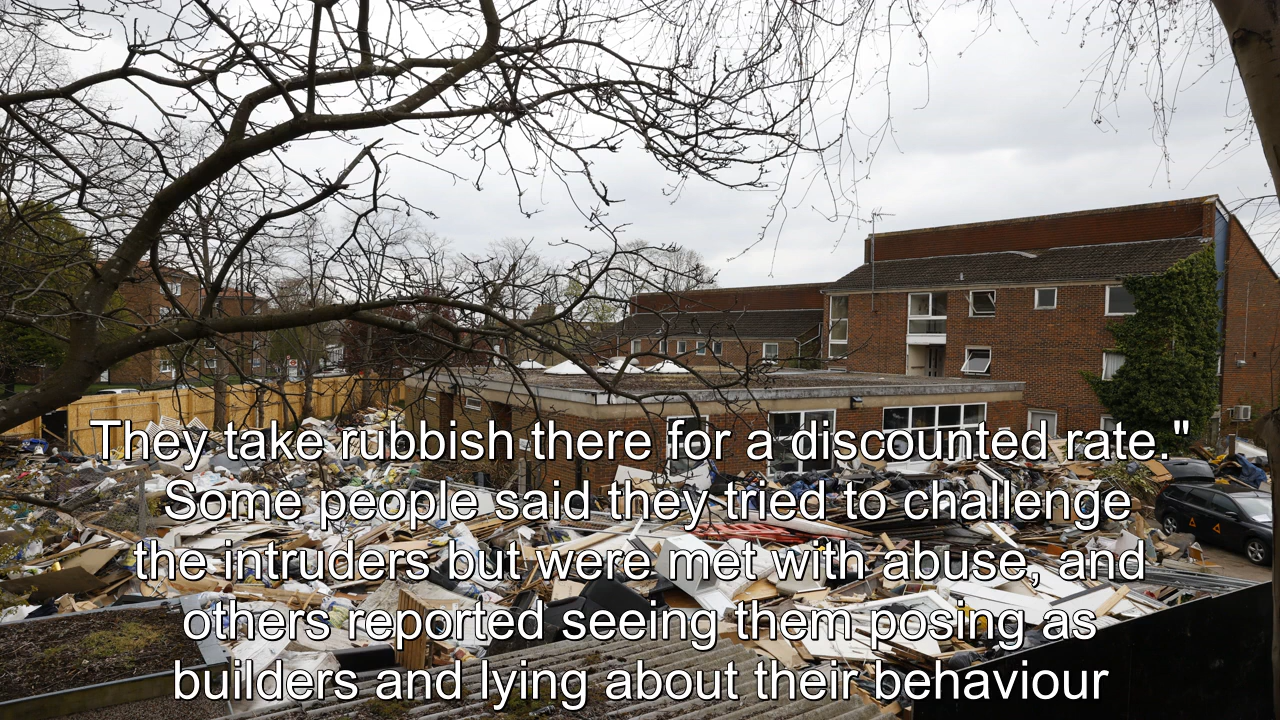 They take rubbish there for a discounted rate."
Some people said they tried to challenge
the intruders but were met with abuse, and
others reported seeing them posing as
builders and lying about their behaviour